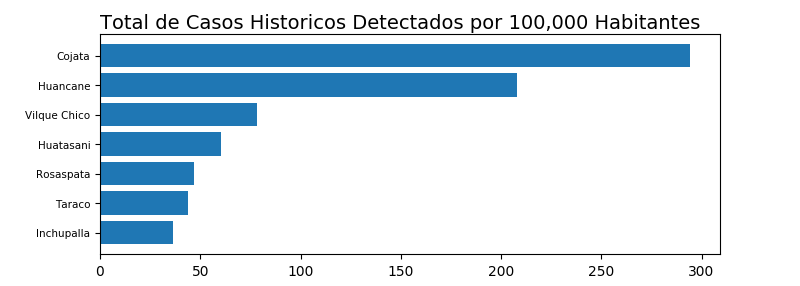 Total de Casos Historicos Detectados por 100,000 Habitantes
Cojata
Huancane
Vilque Chico
Huatasani
Rosaspata
Taraco
Inchupalla
0 50 100 150 200 250 300